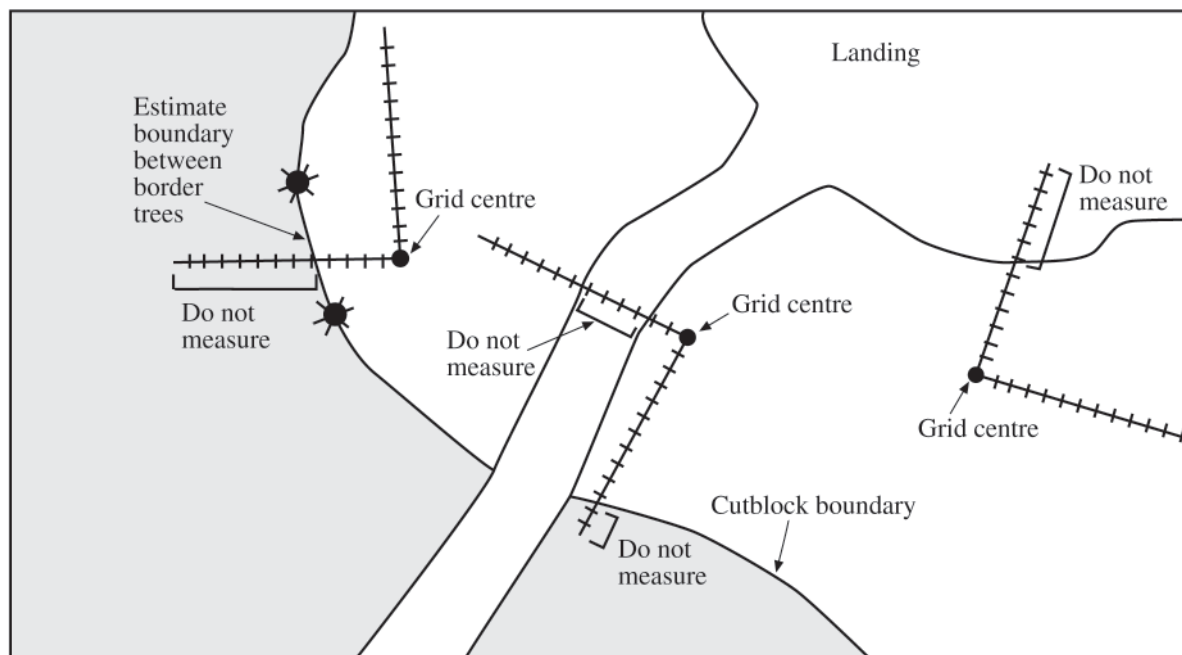 Landing
Estimate
boundary
between
border
trees
Grid centre
Do not
measure
Do not
measure
Grid centre
Do not
measure
Grid centre
Cutblock boundary
Do not
measure